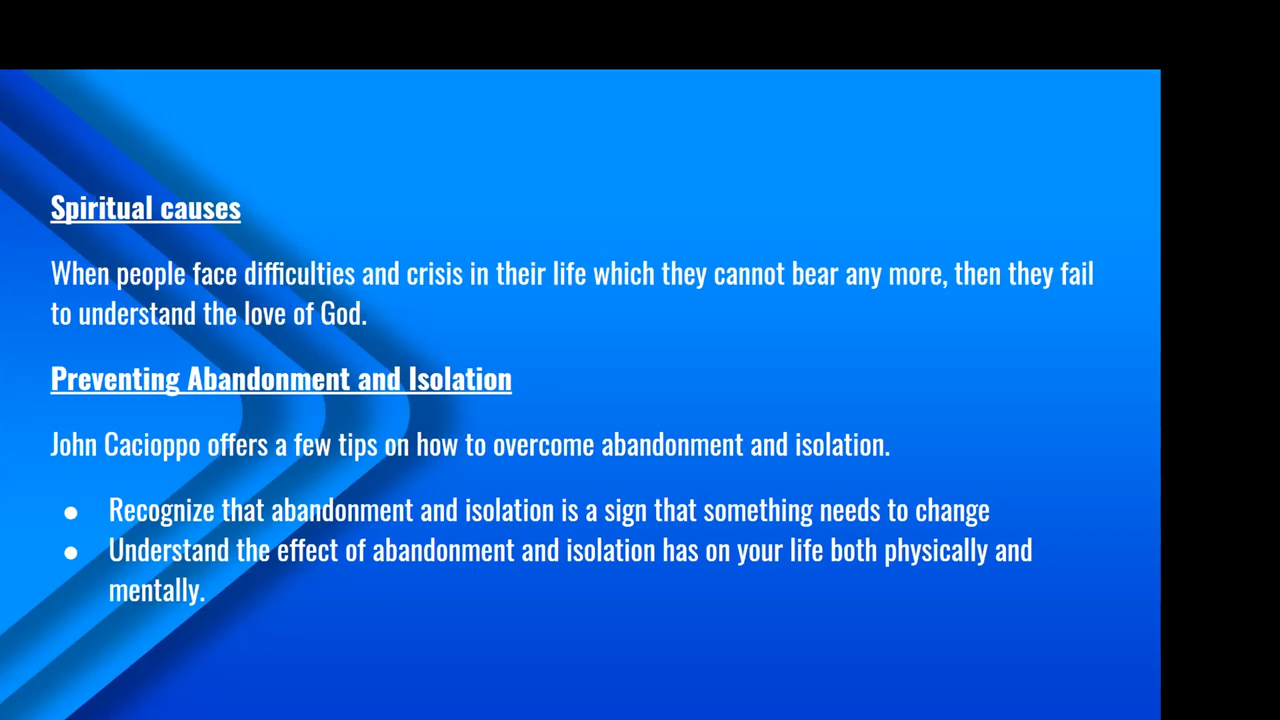 Spiritual causes
When people face difficulties and crisis in their life which they cannot bear any more, then they fail
to understand the love of God.
Preventing Abandonment and Isolation
John Cacioppo offers a few tips on how to overcome abandonment and isolation.
● Recognize that abandonment and isolation is a sign that something needs to change
● Understand the effect of abandonment and isolation has on your life both physically and
mentally.